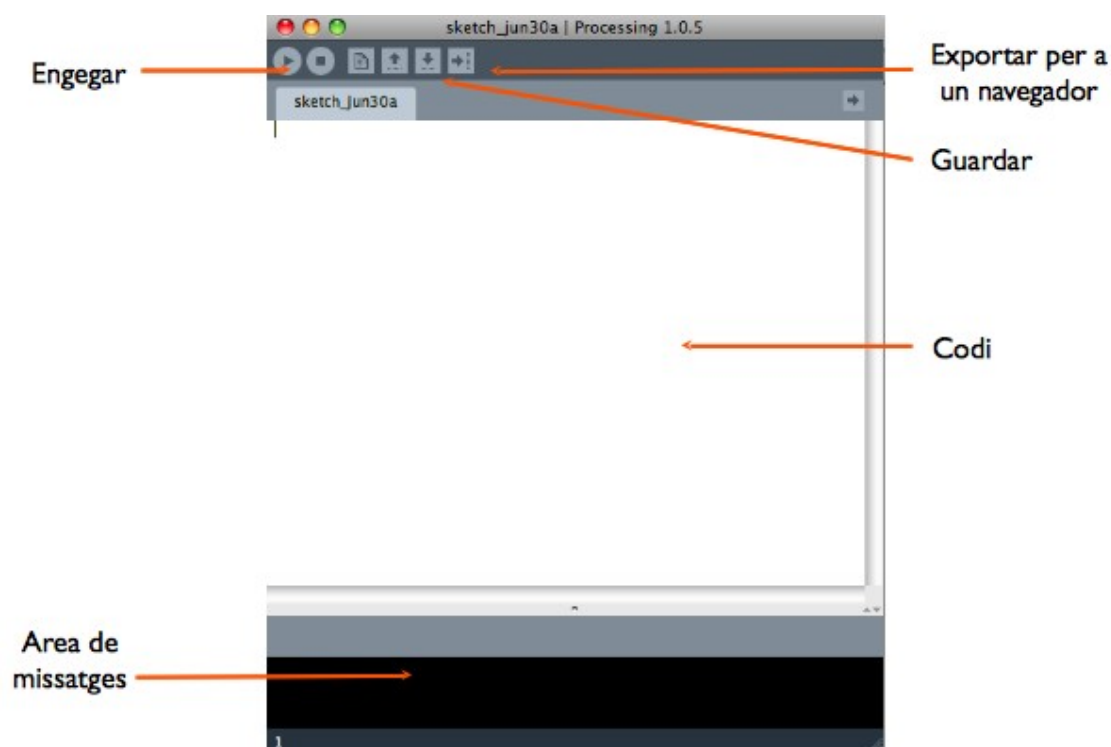 sketch_jun30a | Processing 1.0.5
Engegar
Exportar per a
un navegador
sketch_jun30a
Guardar
Codi
Area de
missatges
1